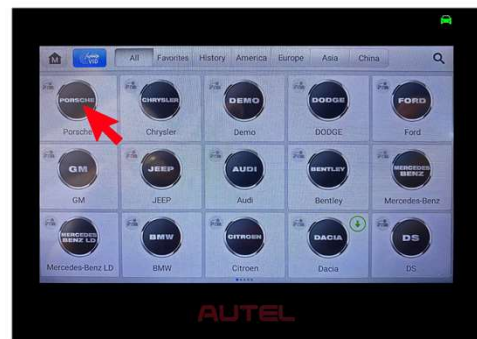 M VID All Favorites History America Europe Asia China
PORSCHE CHRYSLER DEMO DODGE FORD
Porsche Chrysler Demo DODGE Ford
GM JEEP AUDI BENTLEY MERCEDES BENZ
GM JEEP Audi Bentley Mercedes-Benz
MERCEDES BENZ LD BMW CITROEN DACIA DS
Mercedes-Benz LD BMW Citroen Dacia DS
AUTEL